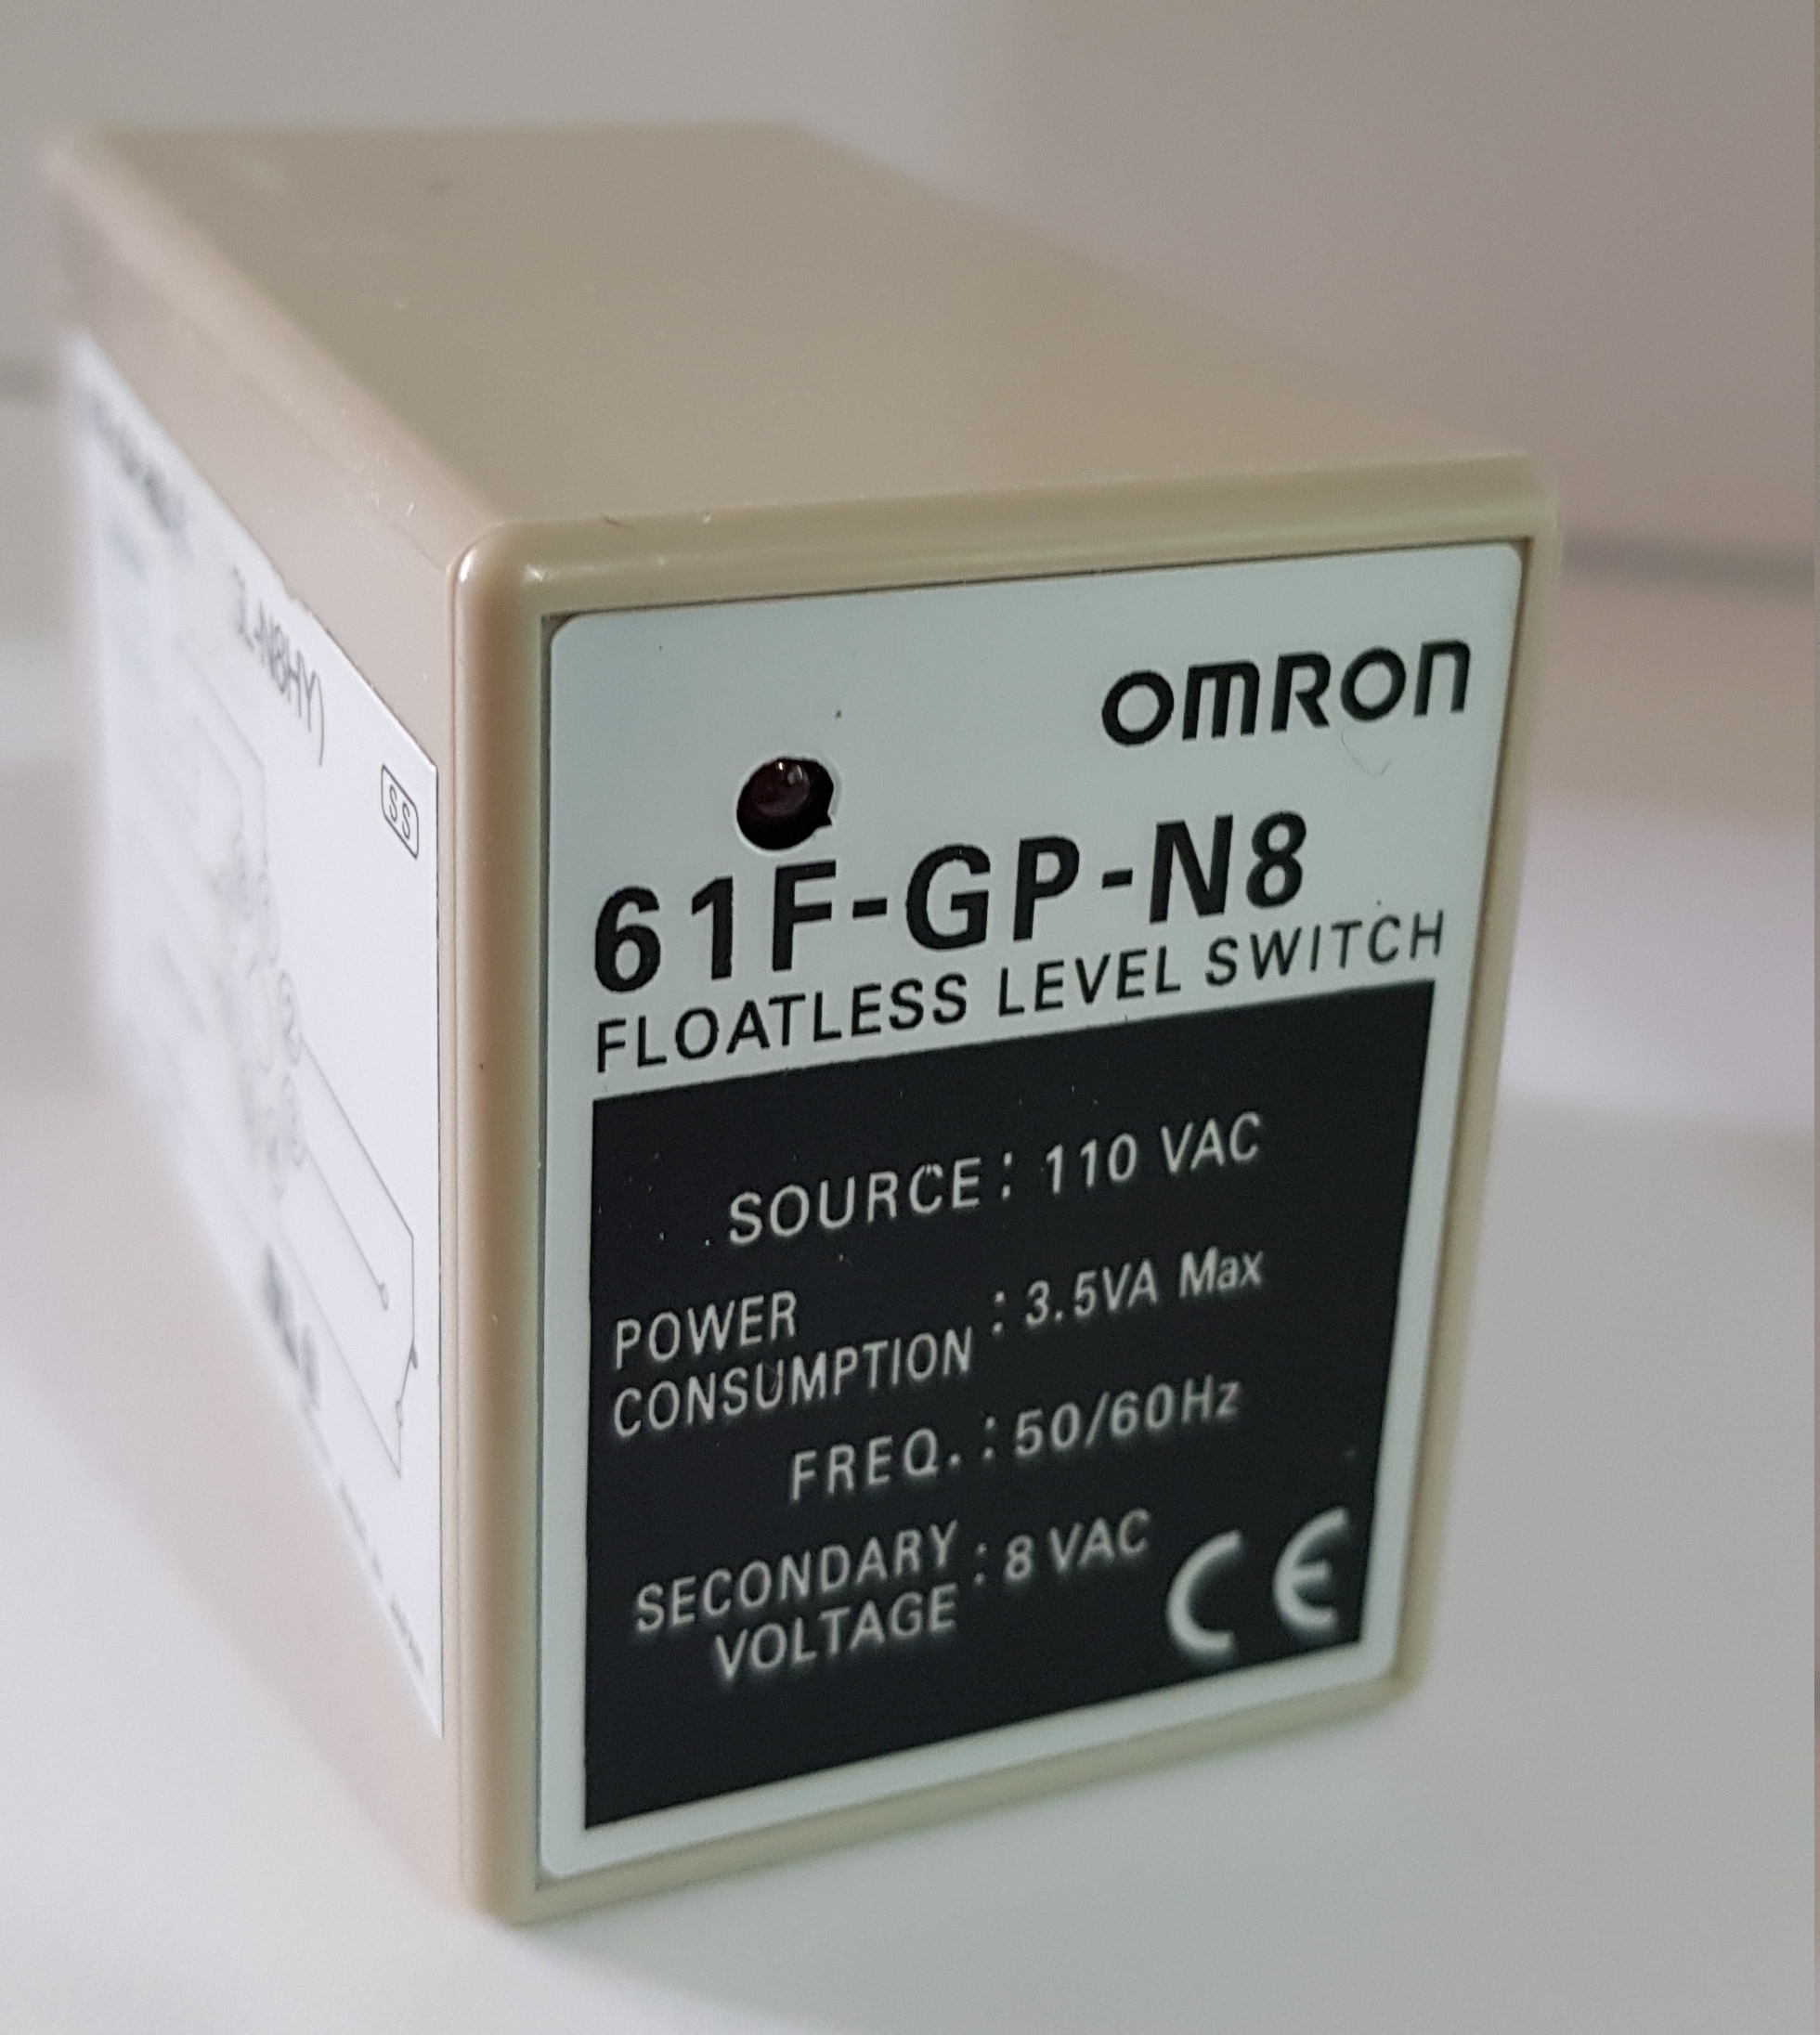 omron
61F-GP-N8
FLOATLESS LEVEL SWITCH
SOURCE: 110 VAC
POWER CONSUMPTION : 3.5VA Max
FREQ. : 50/60Hz
SECONDARY VOLTAGE : 8 VAC
CE
SS